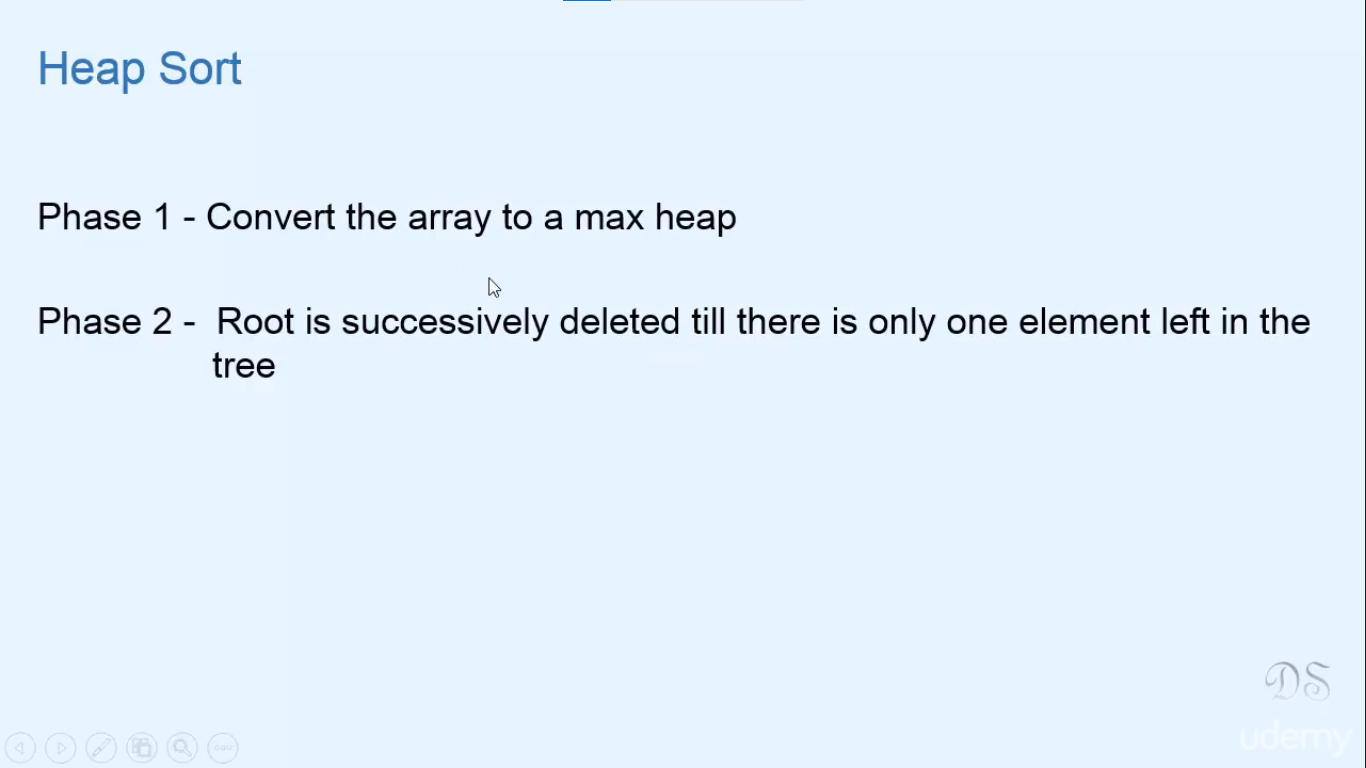 Heap Sort
Phase 1 - Convert the array to a max heap
Phase 2 - Root is successively deleted till there is only one element left in the
tree
DS
udemy